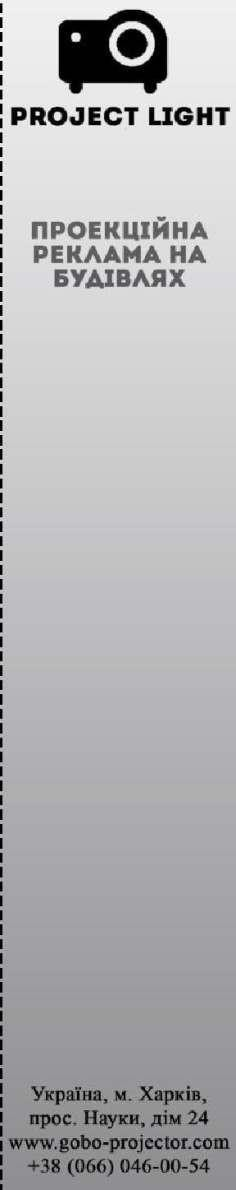 PROJECT LIGHT
ПРОЕКЦІЙНА
РЕКЛАМА НА
БУДІВЛЯХ
Україна, м. Харків,
прос. Науки, дім 24
www.gobo-projector.com
+38 (066) 046-00-54